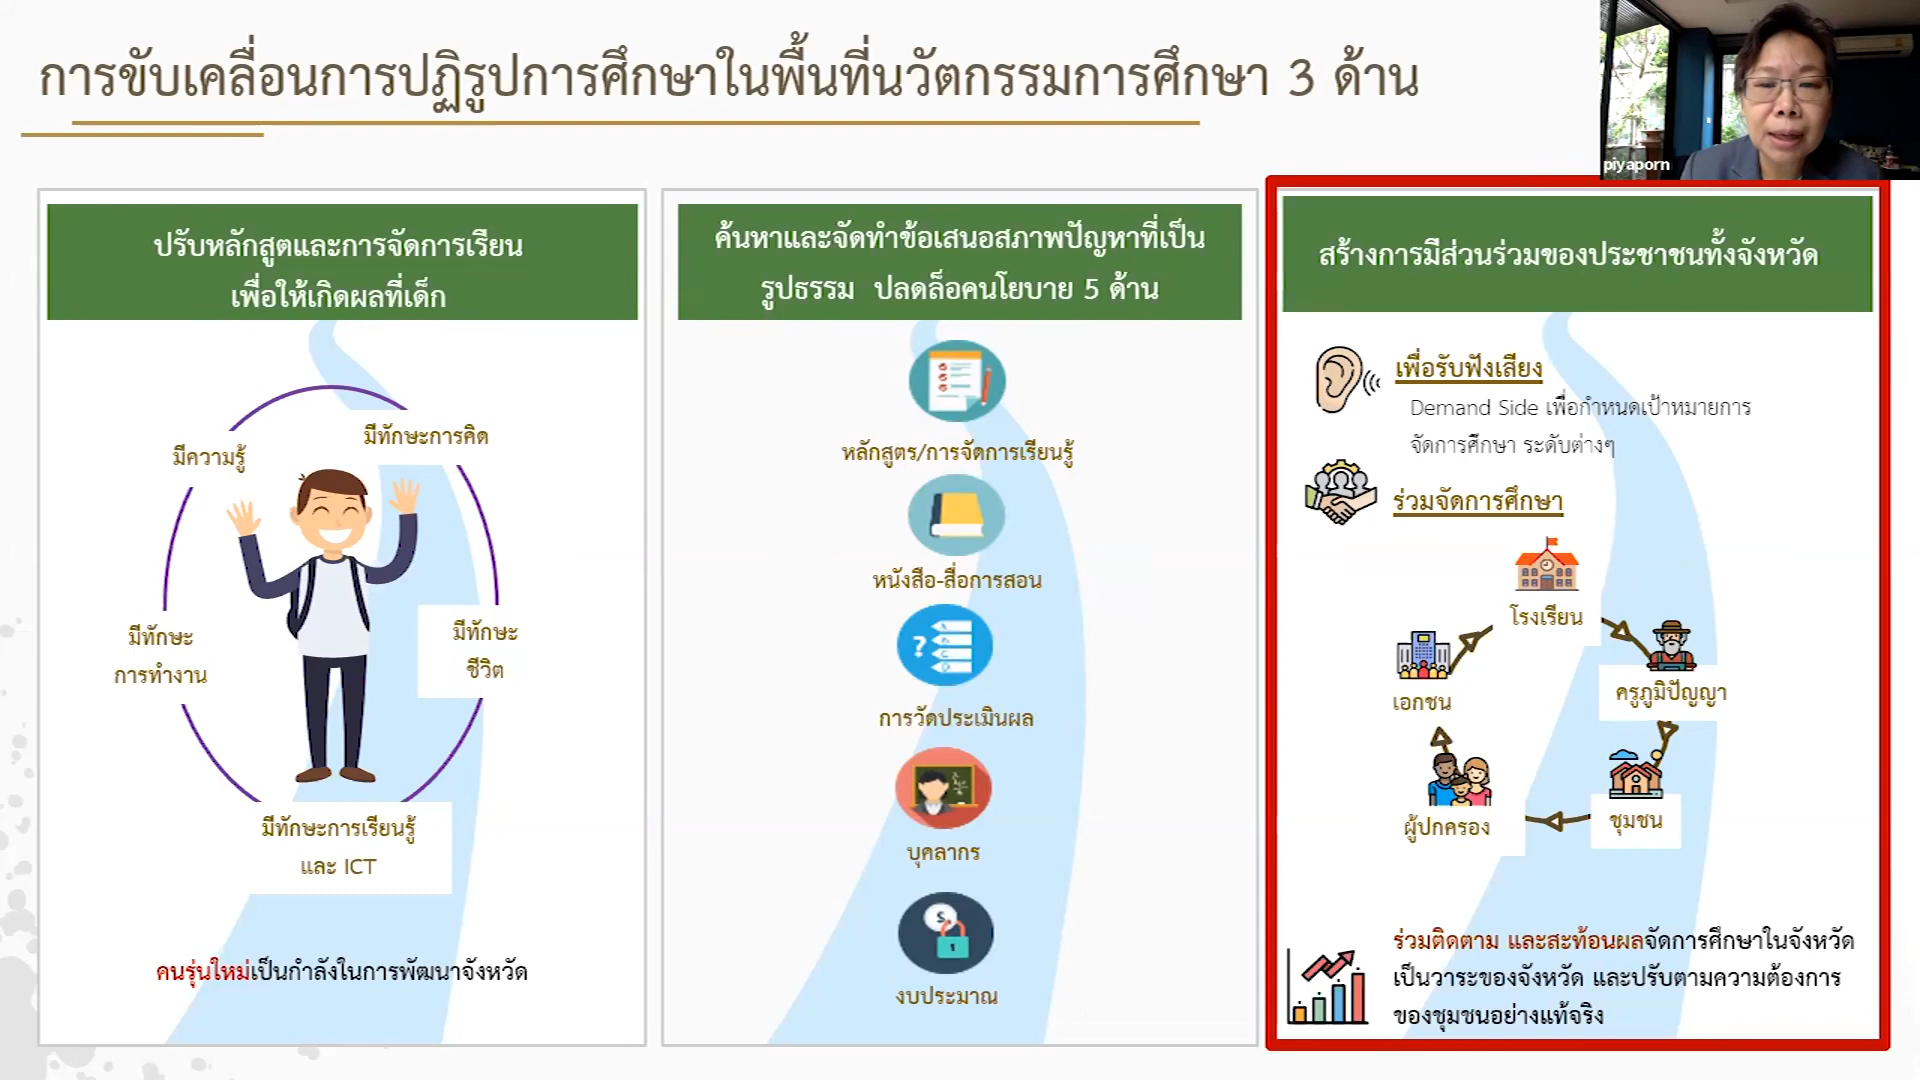 การขับเคลื่อนการปฏิรูปการศึกษาในพื้นที่นวัตกรรมการศึกษา 3 ด้าน
piyaporn
ปรับหลักสูตและการจัดการเรียน
เพื่อให้เกิดผลที่เด็ก
มีความรู้
มีทักษะการคิด
มีทักษะ
การทำงาน
มีทักษะ
ชีวิต
มีทักษะการเรียนรู้
และ ICT
คนรุ่นใหม่เป็นกำลังในการพัฒนาจังหวัด
ค้นหาและจัดทำข้อเสนอสภาพปัญหาที่เป็น
รูปธรรม ปลดล็อคนโยบาย 5 ด้าน
หลักสูตร/การจัดการเรียนรู้
หนังสือ-สื่อการสอน
การวัดประเมินผล
บุคลากร
งบประมาณ
สร้างการมีส่วนร่วมของประชาชนทั้งจังหวัด
เพื่อรับฟังเสียง
Demand Side เพื่อกำหนดเป้าหมายการ
จัดการศึกษา ระดับต่างๆ
ร่วมจัดการศึกษา
โรงเรียน
ครูภูมิปัญญา
เอกชน
ผู้ปกครอง
ชุมชน
ร่วมติดตาม และสะท้อนผลจัดการศึกษาในจังหวัด
เป็นวาระของจังหวัด และปรับตามความต้องการ
ของชุมชนอย่างแท้จริง